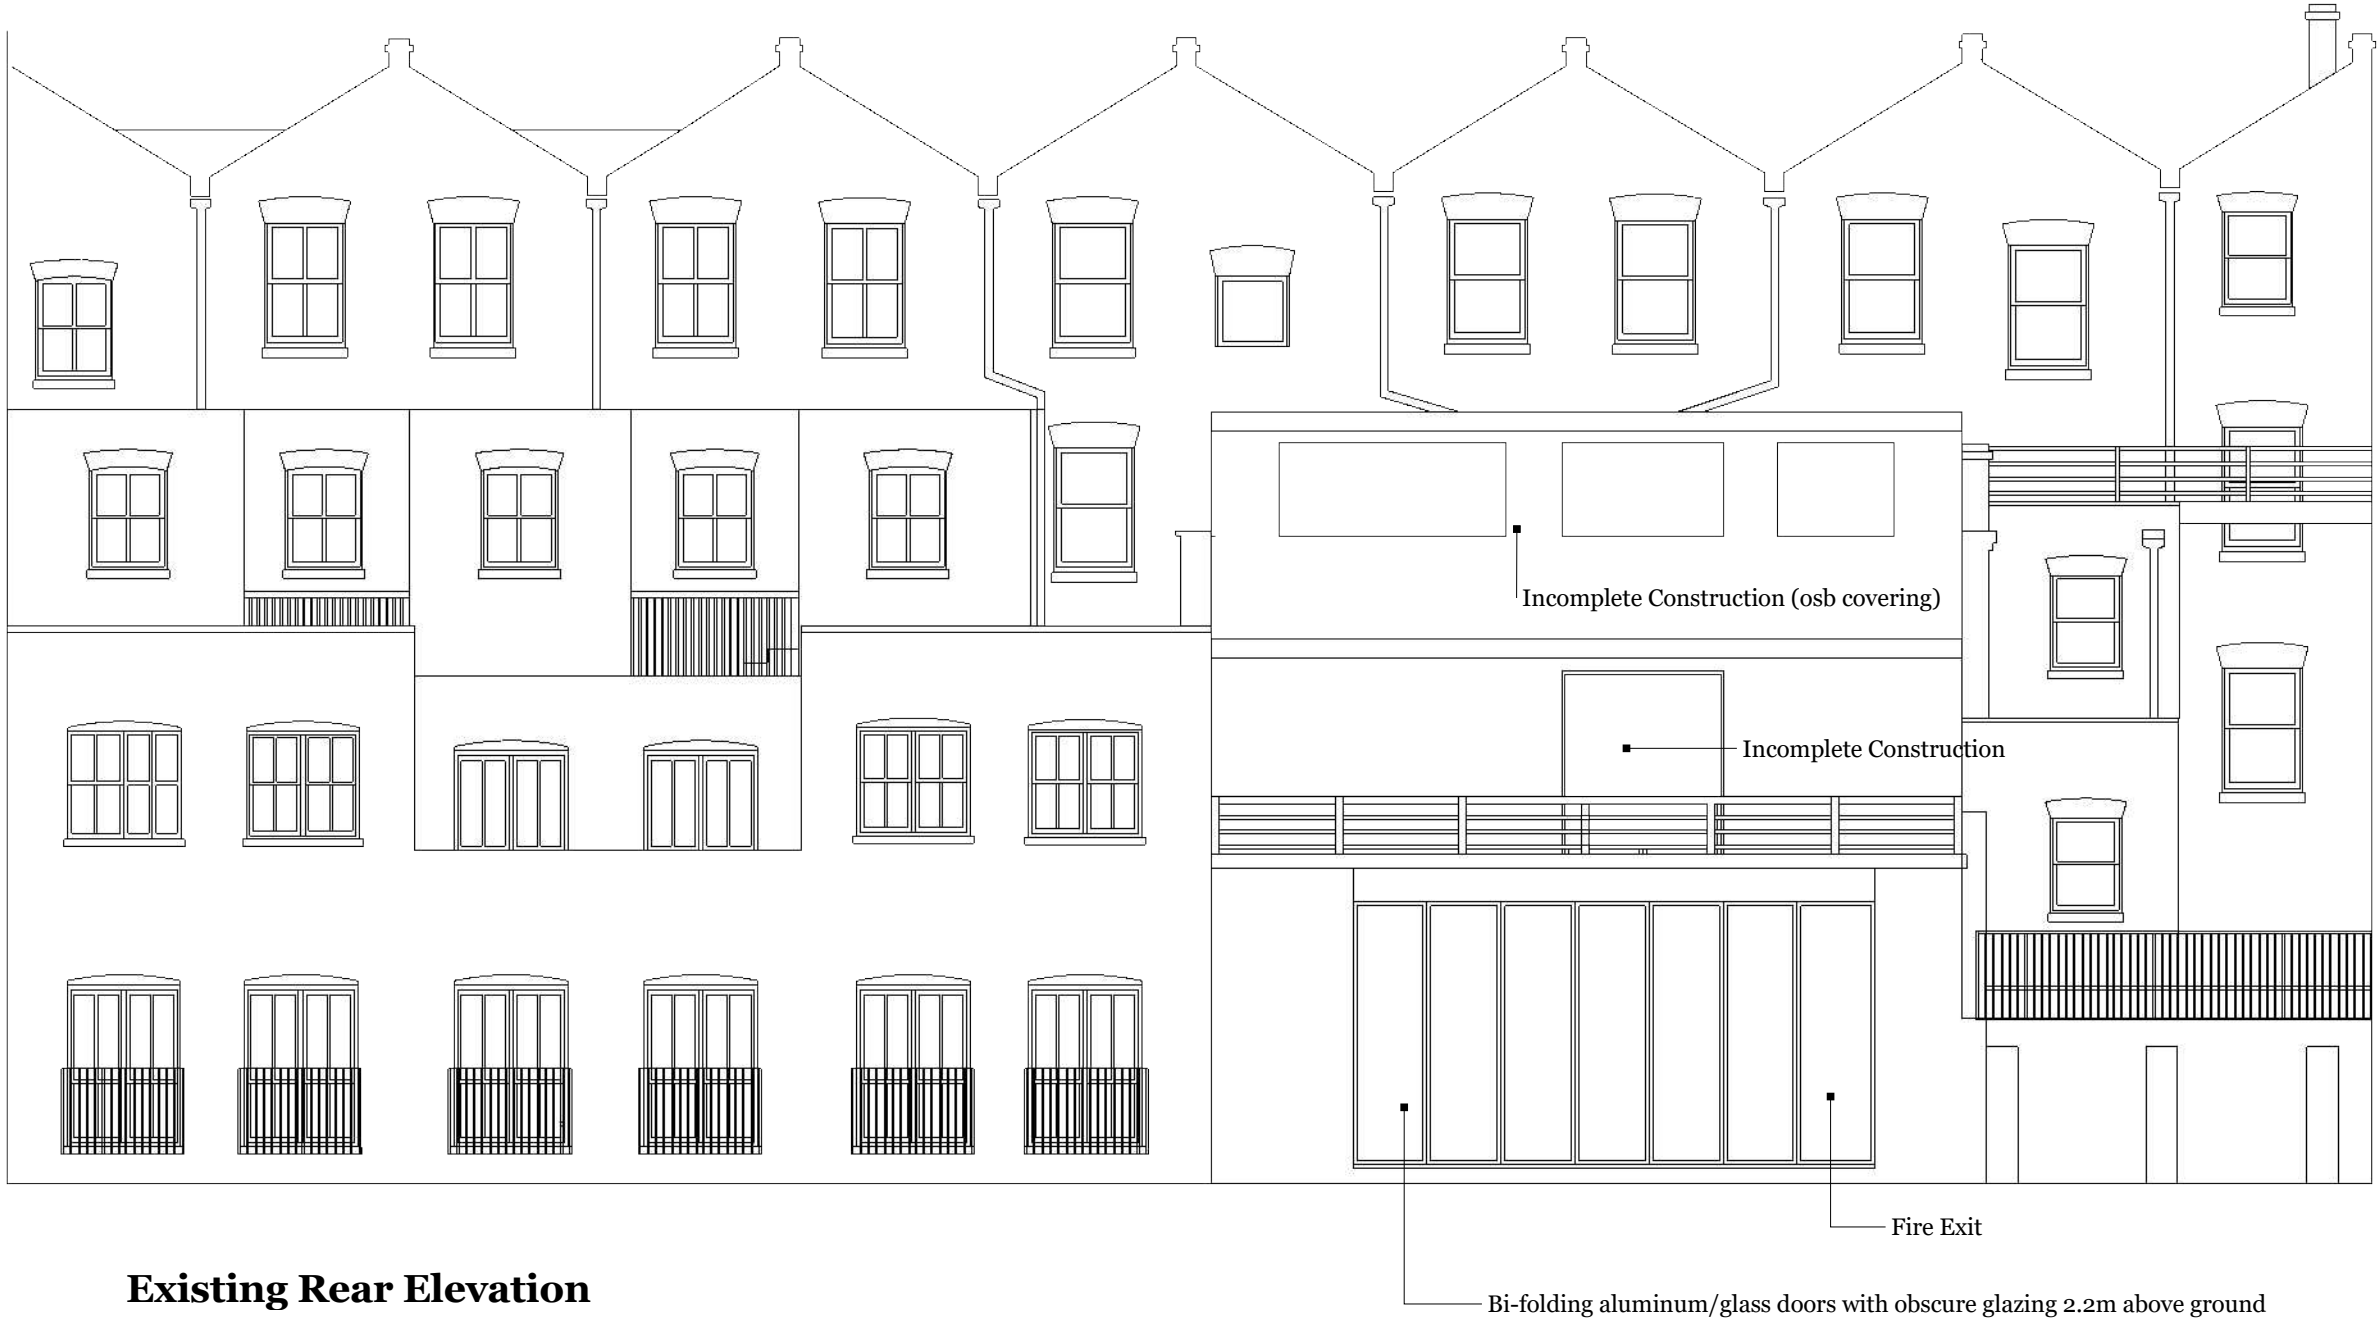 Incomplete Construction (osb covering)
Incomplete Construction
Fire Exit
Existing Rear Elevation
Bi-folding aluminum/glass doors with obscure glazing 2.2m above ground